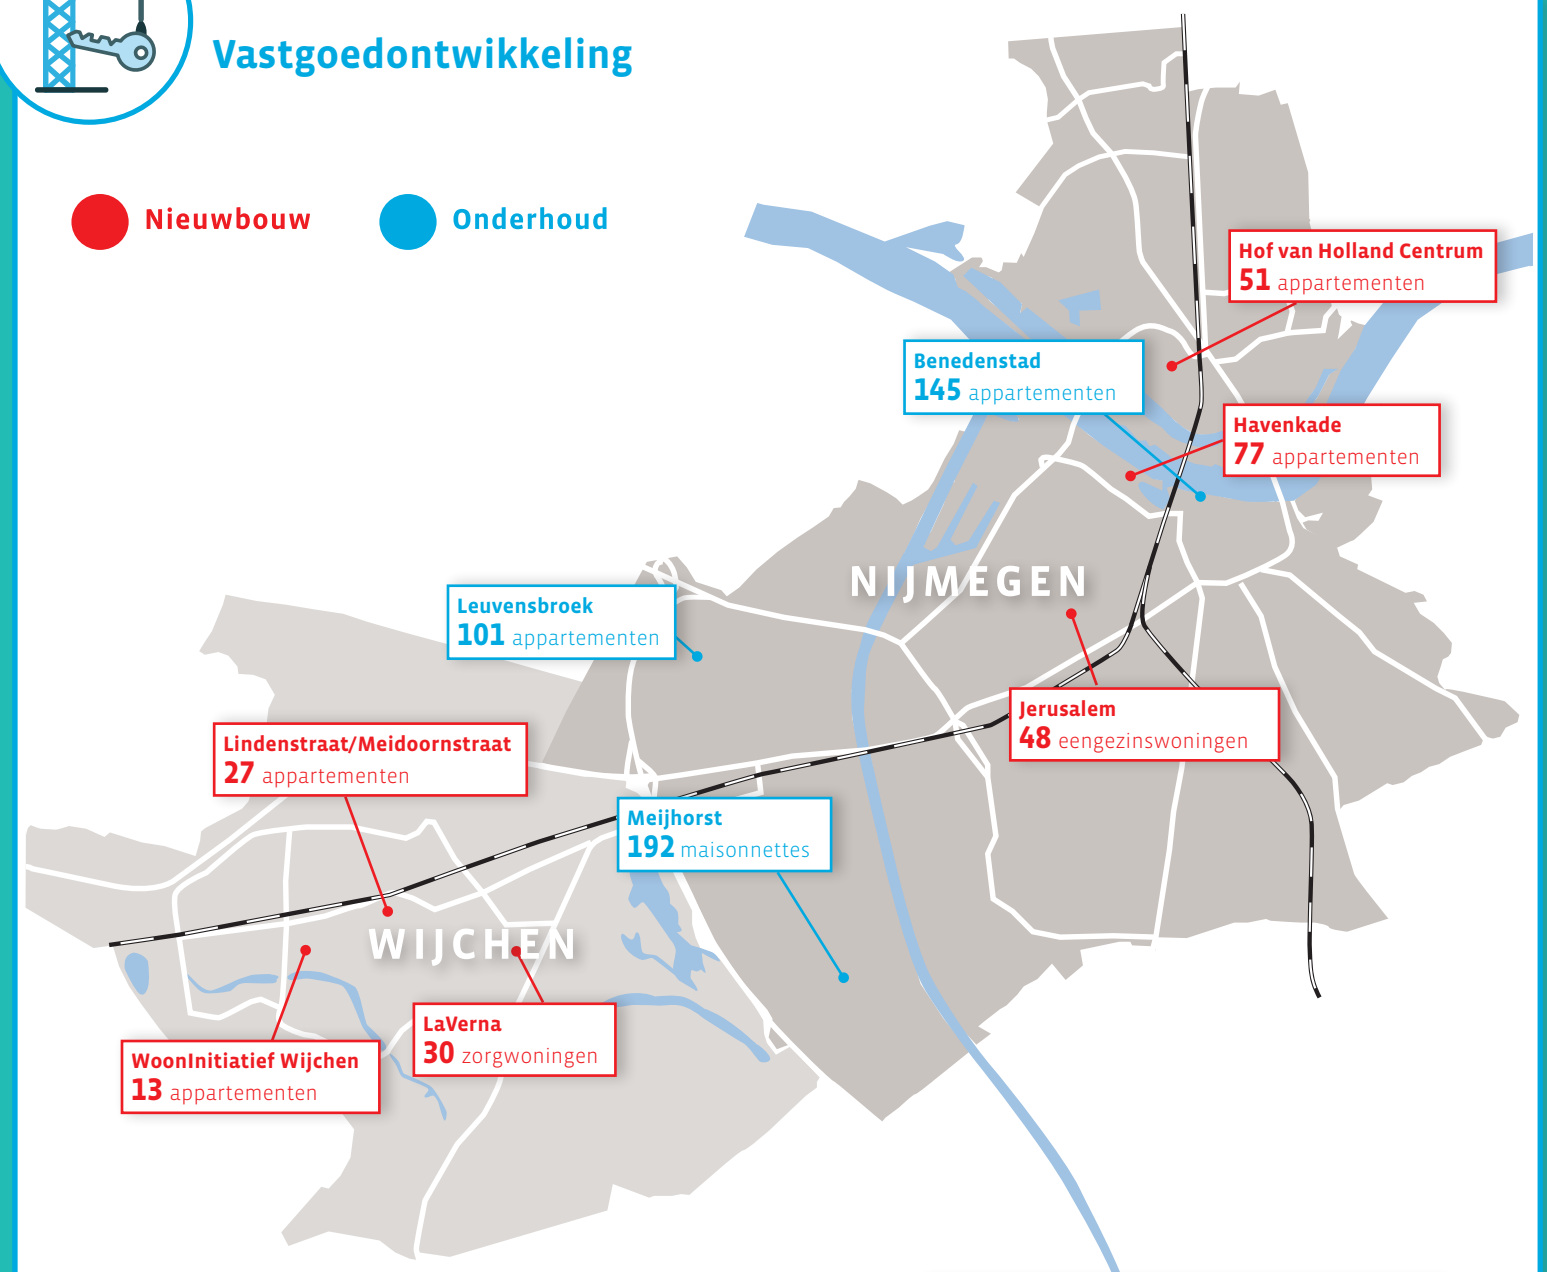 Vastgoedontwikkeling
Nieuwbouw
Onderhoud
Hof van Holland Centrum
51 appartementen
Benedenstad
145 appartementen
Havenkade
77 appartementen
NIJMEGEN
Leuvensbroek
101 appartementen
Jerusalem
48 eengezinswoningen
Lindenstraat/Meidoornstraat
27 appartementen
Meijhorst
192 maisonnettes
WIJCHEN
LaVerna
30 zorgwoningen
WoonInitiatief Wijchen
13 appartementen